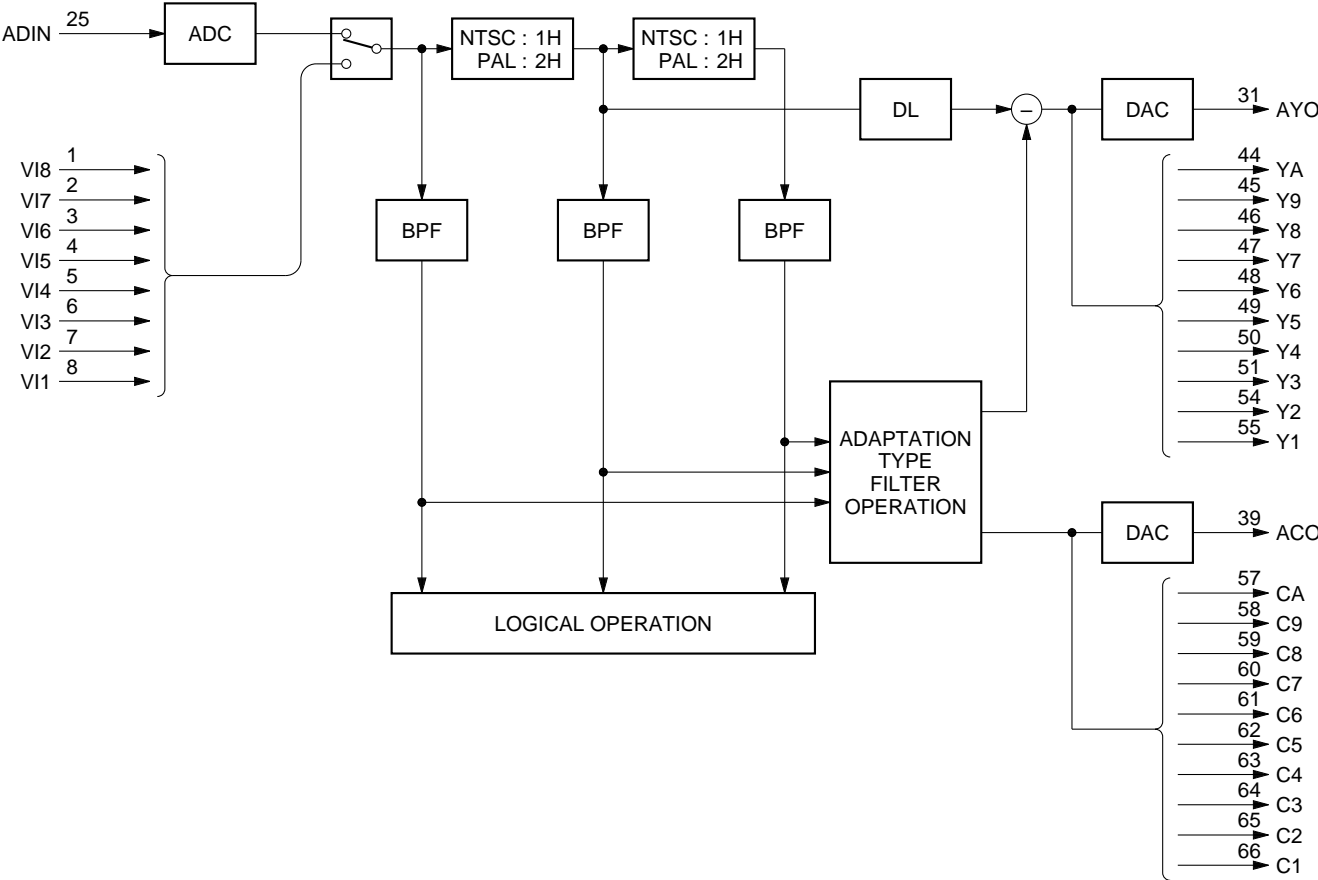 ADIN 25
ADC
NTSC : 1H
PAL : 2H
NTSC : 1H
PAL : 2H
DL
−
DAC
31 AYO
VI8 1
VI7 2
VI6 3
VI5 4
VI4 5
VI3 6
VI2 7
VI1 8
BPF
BPF
BPF
44 YA
45 Y9
46 Y8
47 Y7
48 Y6
49 Y5
50 Y4
51 Y3
54 Y2
55 Y1
ADAPTATION
TYPE
FILTER
OPERATION
DAC
39 ACO
LOGICAL OPERATION
57 CA
58 C9
59 C8
60 C7
61 C6
62 C5
63 C4
64 C3
65 C2
66 C1